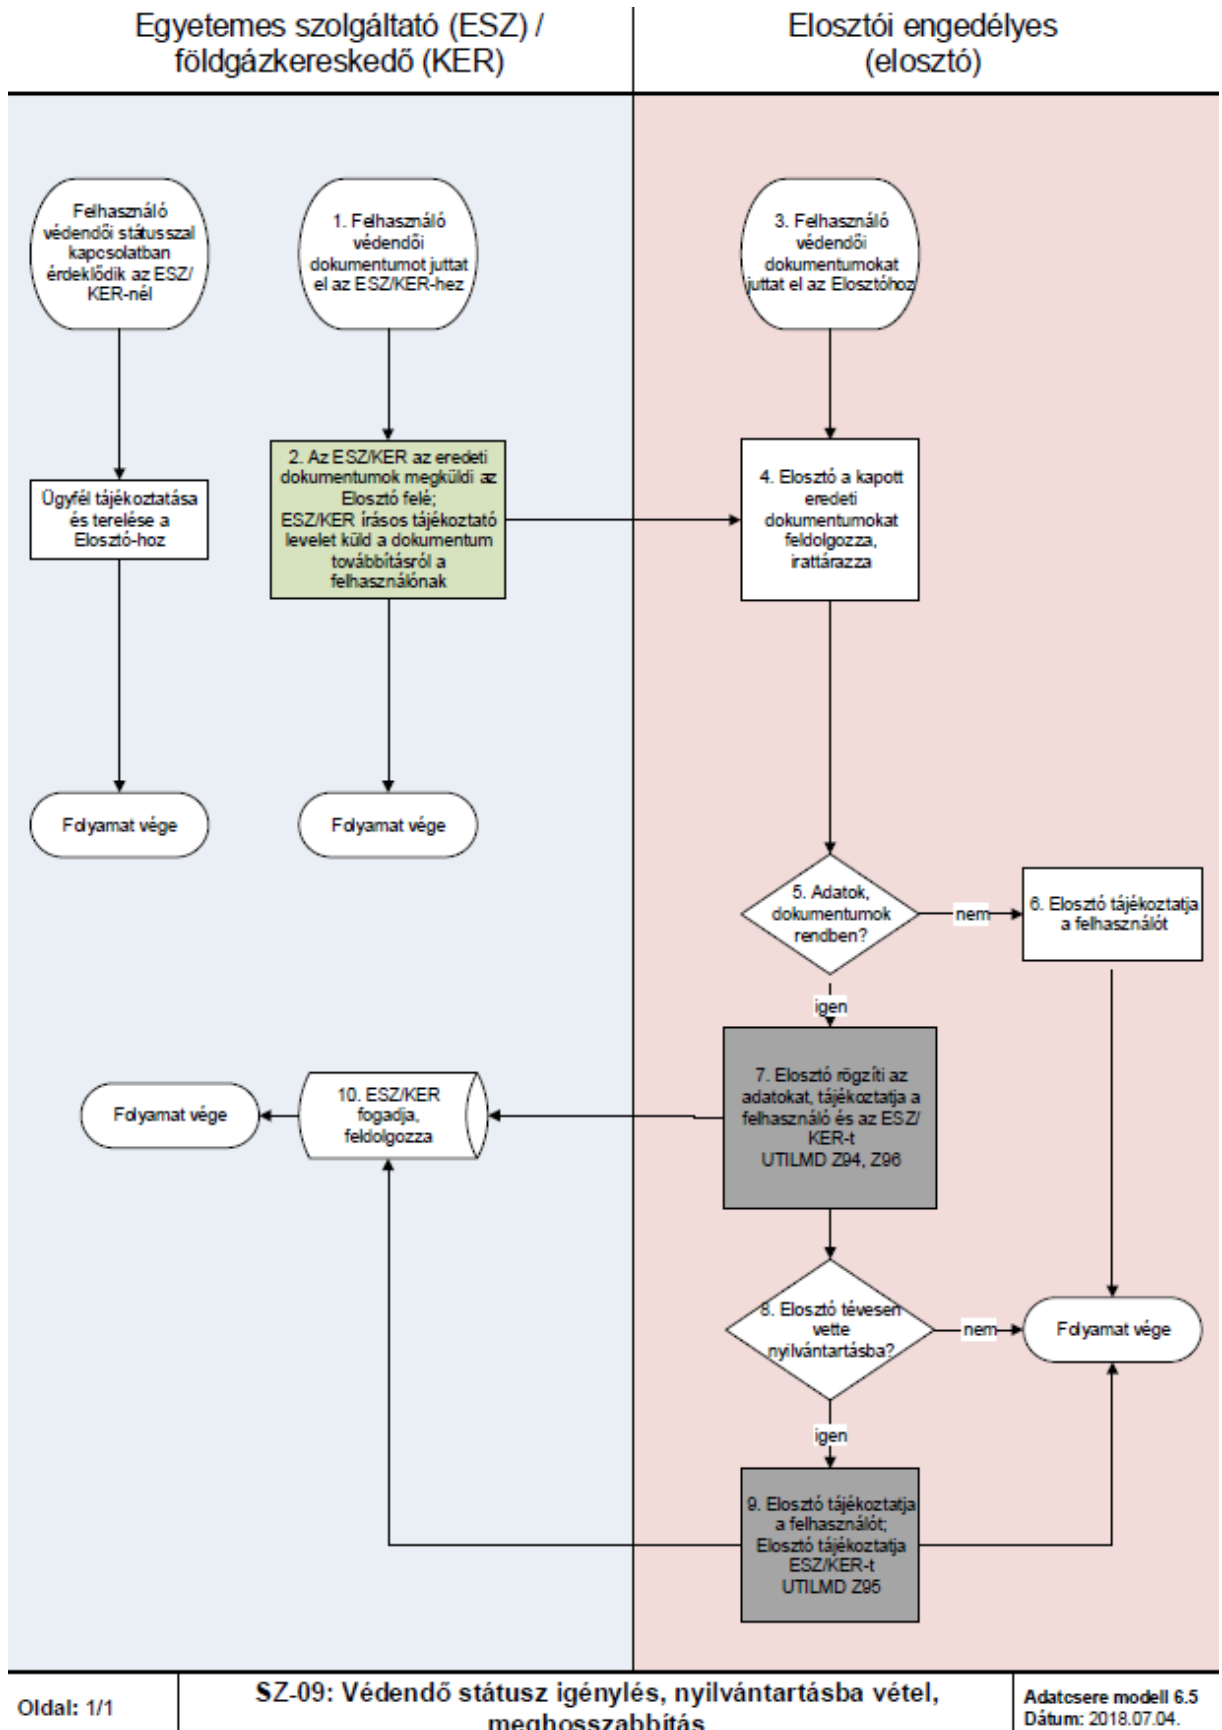 Egyetemes szolgáltató (ESZ) /
földgázkereskedő (KER)
Elosztói engedélyes
(elosztó)
Felhasználó
védendői státusszal
kapcsolatban
érdeklődik az ESZ/
KER-nél
1. Felhasználó
védendői
dokumentumot juttat
el az ESZ/KER-hez
3. Felhasználó
védendői
dokumentumokat
juttat el az Elosztóhoz
Ügyfél tájékoztatása
és terelése a
Elosztó-hoz
2. Az ESZ/KER az eredeti
dokumentumok megküldi az
Elosztó felé;
ESZ/KER írásos tájékoztató
levelet küld a dokumentum
továbbításról a
felhasználónak
4. Elosztó a kapott
eredeti
dokumentumokat
feldolgozza,
irattárazza
Folyamat vége
Folyamat vége
5. Adatok,
dokumentumok
rendben?
nem
6. Elosztó tájékoztatja
a felhasználót
igen
7. Elosztó rögzíti az
adatokat, tájékoztatja a
felhasználó és az ESZ/
KER-t
UTILMD Z94, Z96
10. ESZ/KER
fogadja,
feldolgozza
Folyamat vége
8. Elosztó tévesen
vette
nyilvántartásba?
nem
Folyamat vége
igen
9. Elosztó tájékoztatja
a felhasználót;
Elosztó tájékoztatja
ESZ/KER-t
UTILMD Z95
Oldal: 1/1
SZ-09: Védendő státusz igénylés, nyilvántartásba vétel,
meghosszabbítás
Adatcsere modell 6.5
Dátum: 2018.07.04.